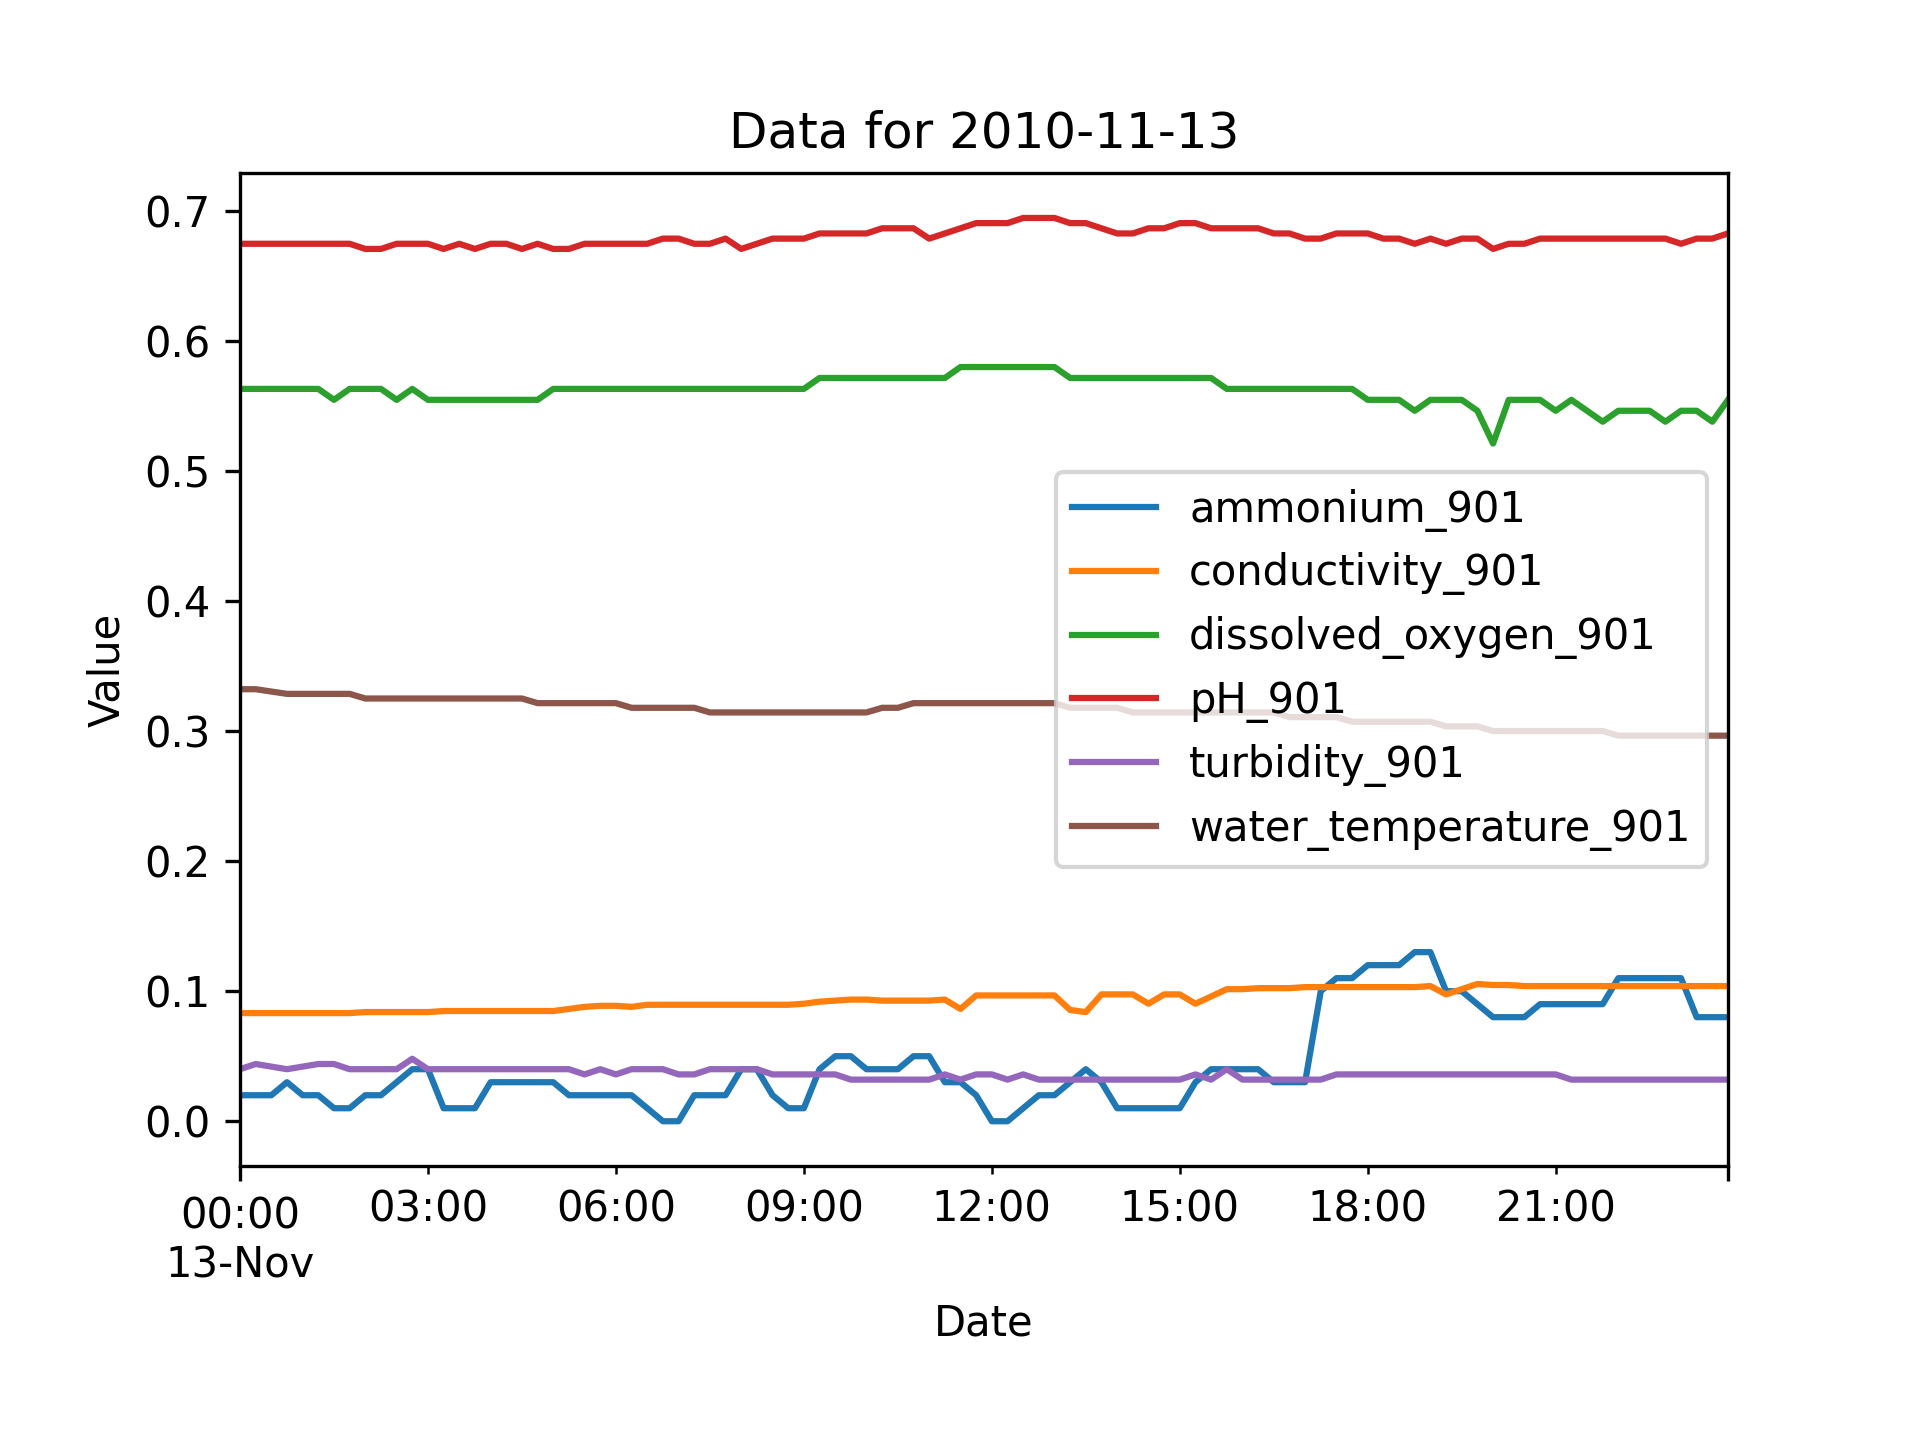 Data for 2010-11-13
Value
0.7
0.6
0.5
0.4
0.3
0.2
0.1
0.0
ammonium_901
conductivity_901
dissolved_oxygen_901
pH_901
turbidity_901
water_temperature_901
00:00 03:00 06:00 09:00 12:00 15:00 18:00 21:00
13-Nov
Date